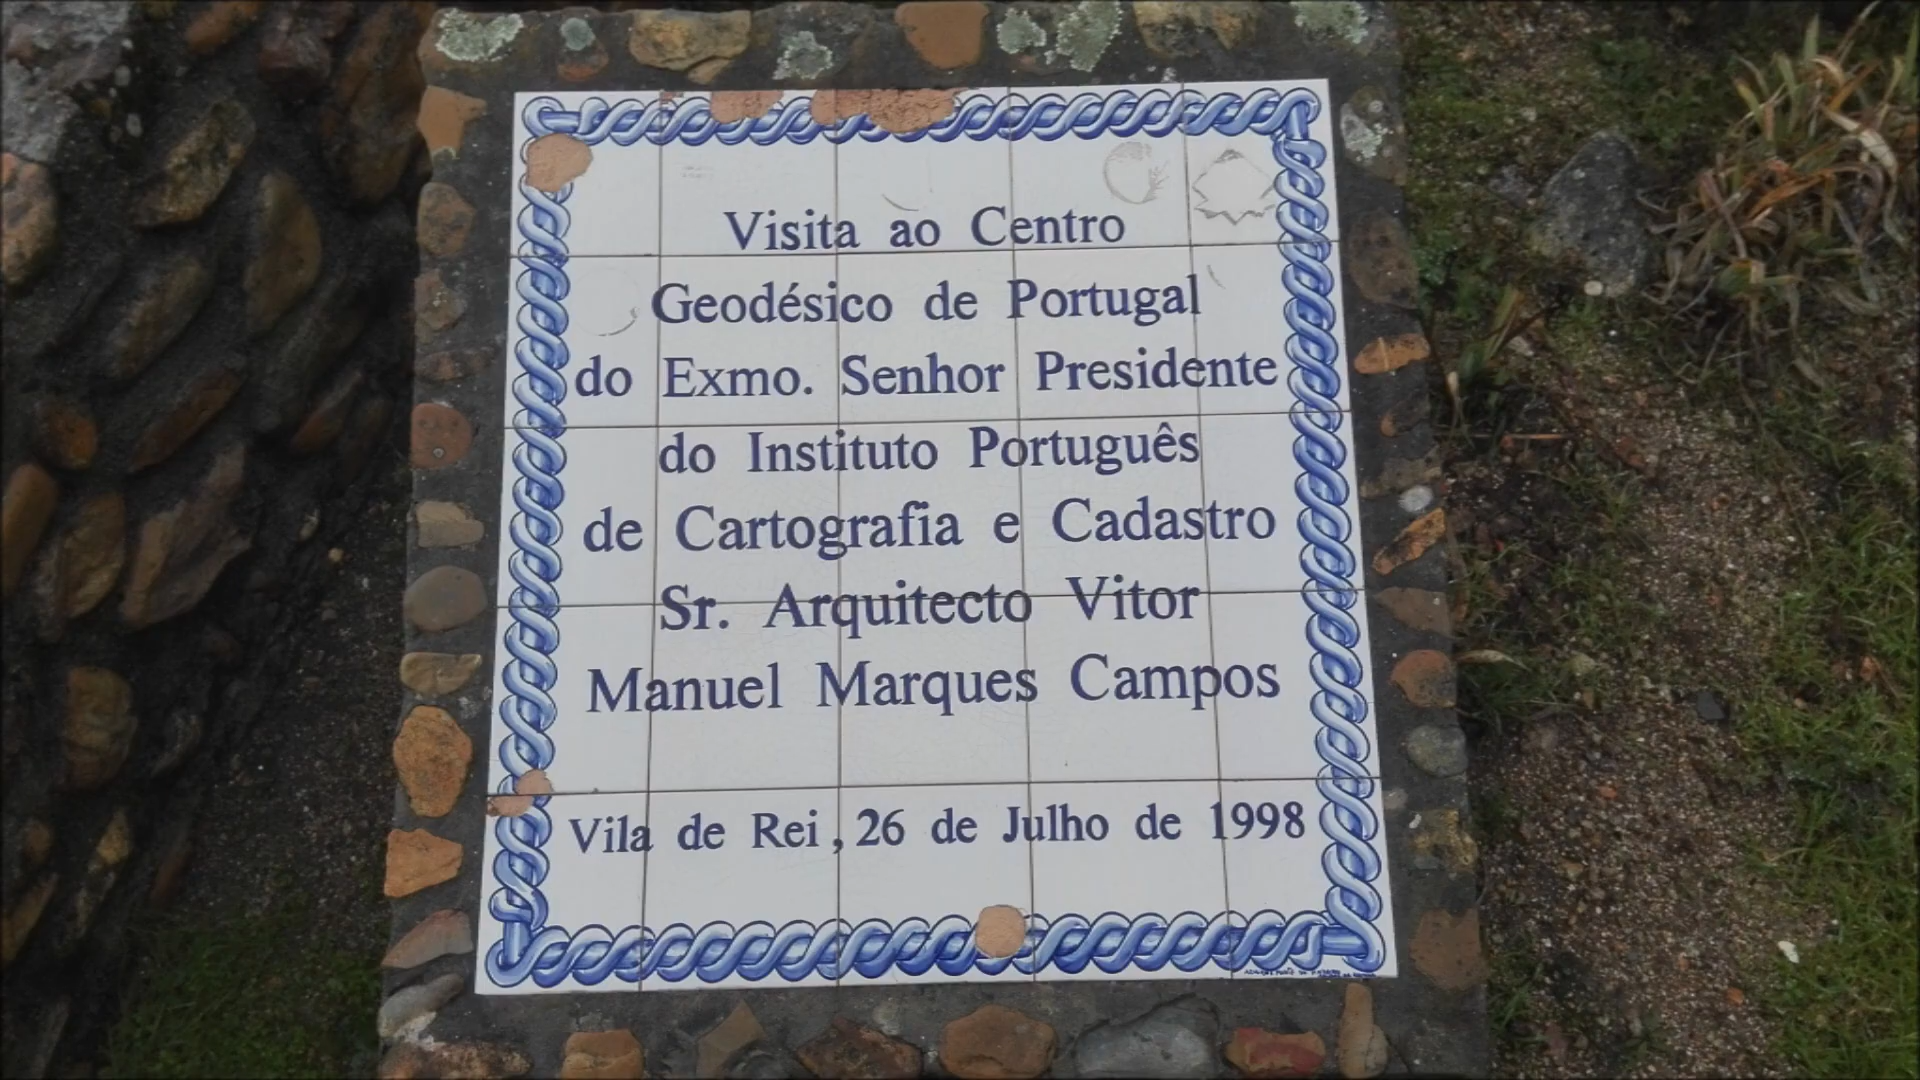 Visita ao Centro
Geodésico de Portugal
do Exmo. Senhor Presidente
do Instituto Português
de Cartografia e Cadastro
Sr. Arquitecto Vitor
Manuel Marques Campos
Vila de Rei, 26 de Julho de 1998